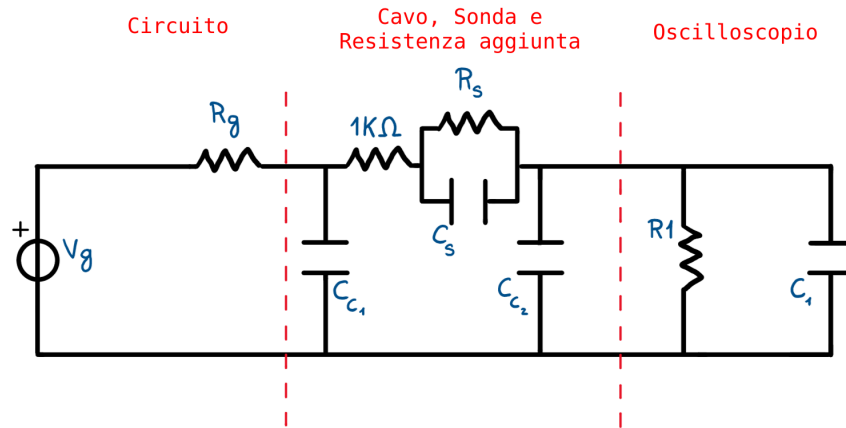 Circuito
Cavo, Sonda e
Resistenza aggiunta
Oscilloscopio
Rg
1KΩ
Rs
+
Vg
Cs
R1
CC1
CC2
C1